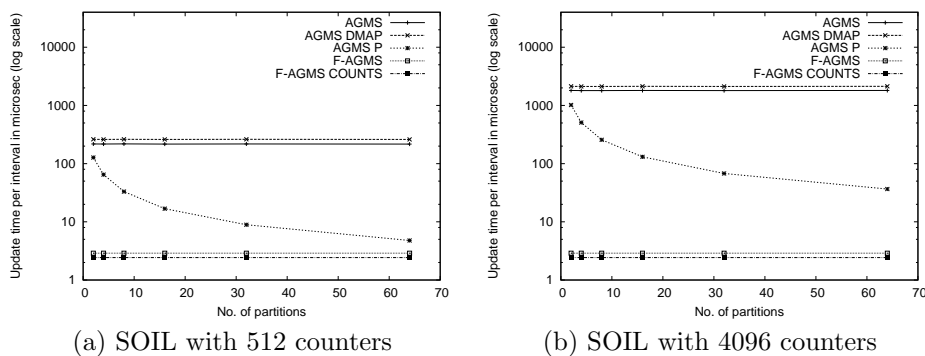 Update time per interval in microsec (log scale)
10000
1000
100
10
1
0 10 20 30 40 50 60 70
No. of partitions
AGMS
AGMS DMAP
AGMS P
F-AGMS
F-AGMS COUNTS
(a) SOIL with 512 counters
Update time per interval in microsec (log scale)
10000
1000
100
10
1
0 10 20 30 40 50 60 70
No. of partitions
AGMS
AGMS DMAP
AGMS P
F-AGMS
F-AGMS COUNTS
(b) SOIL with 4096 counters